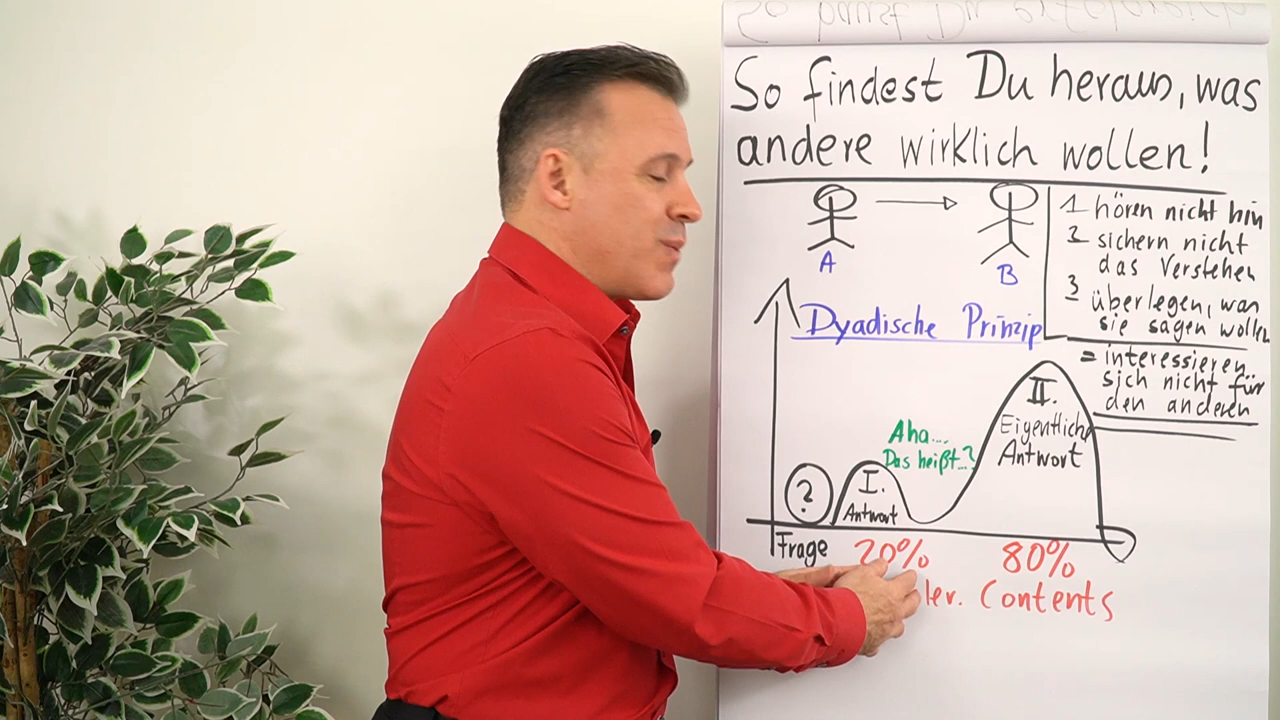 So findest Du heraus, was
andere wirklich wollen!
A
B
1 hören nicht hin
2 sichern nicht
das Verstehen
3 überlegen, was
sie sagen wollen
= interessieren
sich nicht für
den anderen
Dyadische Prinzip
II.
Eigentliche
Antwort
Aha...
Das heißt...?
?
I.
Antwort
Frage
20%
80%
Contents